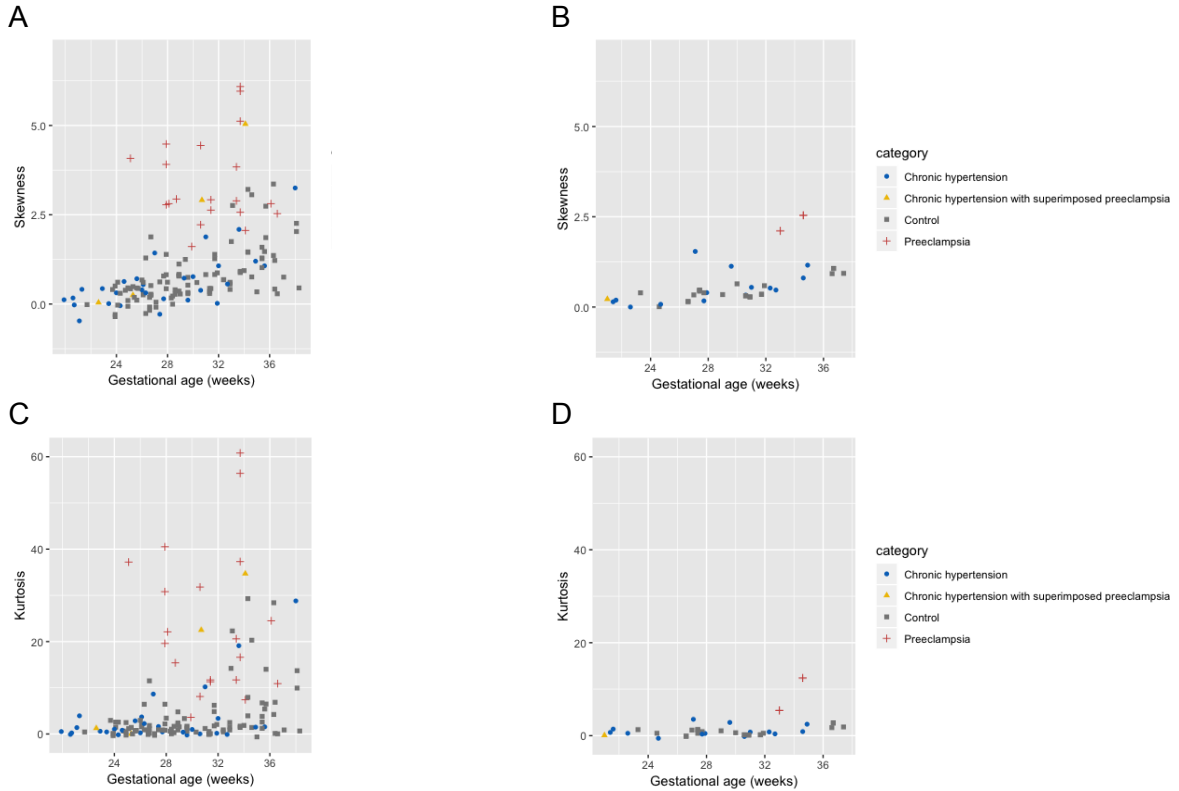 A
B
5.0
2.5
0.0
Skewness
24
28
32
36
Gestational age (weeks)
5.0
2.5
0.0
Skewness
24
28
32
36
Gestational age (weeks)
category
Chronic hypertension
Chronic hypertension with superimposed preeclampsia
Control
Preeclampsia
C
D
60
40
20
0
Kurtosis
24
28
32
36
Gestational age (weeks)
60
40
20
0
Kurtosis
24
28
32
36
Gestational age (weeks)
category
Chronic hypertension
Chronic hypertension with superimposed preeclampsia
Control
Preeclampsia